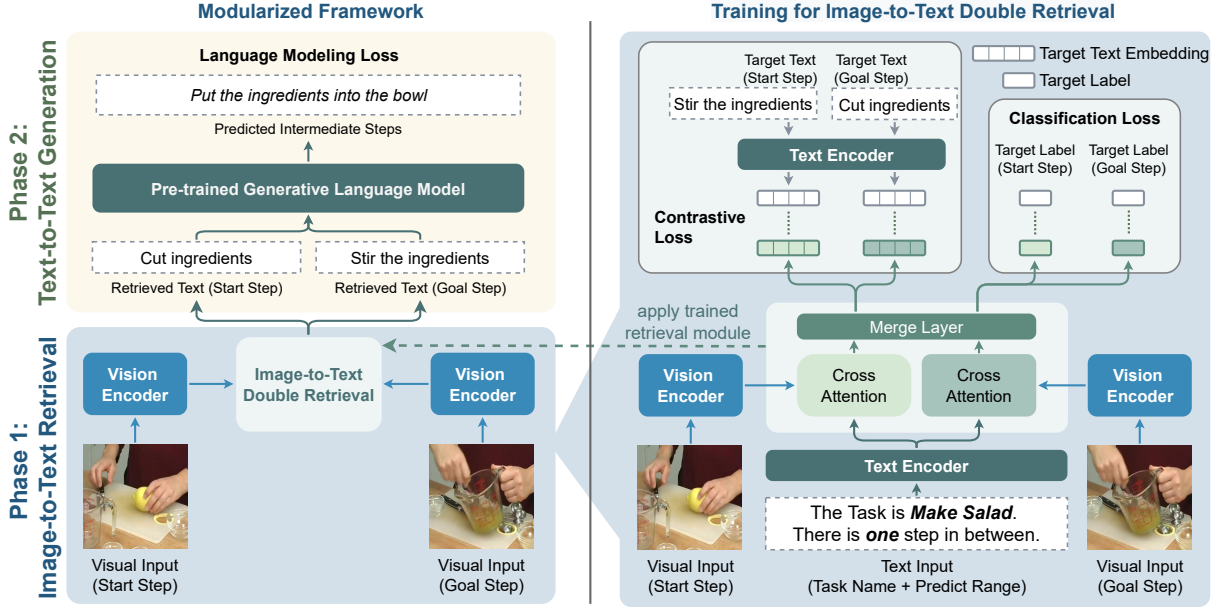 Modularized Framework
Phase 2:
Text-to-Text Generation
Language Modeling Loss
Put the ingredients into the bowl
Predicted Intermediate Steps
Pre-trained Generative Language Model
Cut ingredients
Stir the ingredients
Retrieved Text (Start Step)
Retrieved Text (Goal Step)
Phase 1:
Image-to-Text Retrieval
Vision
Encoder
Image-to-Text
Double Retrieval
Vision
Encoder
Visual Input
(Start Step)
Visual Input
(Goal Step)
Training for Image-to-Text Double Retrieval
Target Text
(Start Step)
Target Text
(Goal Step)
Stir the ingredients
Cut ingredients
Text Encoder
Contrastive
Loss
Target Text Embedding
Target Label
Classification Loss
Target Label
(Start Step)
Target Label
(Goal Step)
apply trained
retrieval module
Merge Layer
Vision
Encoder
Cross
Attention
Cross
Attention
Vision
Encoder
Text Encoder
The Task is Make Salad.
There is one step in between.
Visual Input
(Start Step)
Text Input
(Task Name + Predict Range)
Visual Input
(Goal Step)